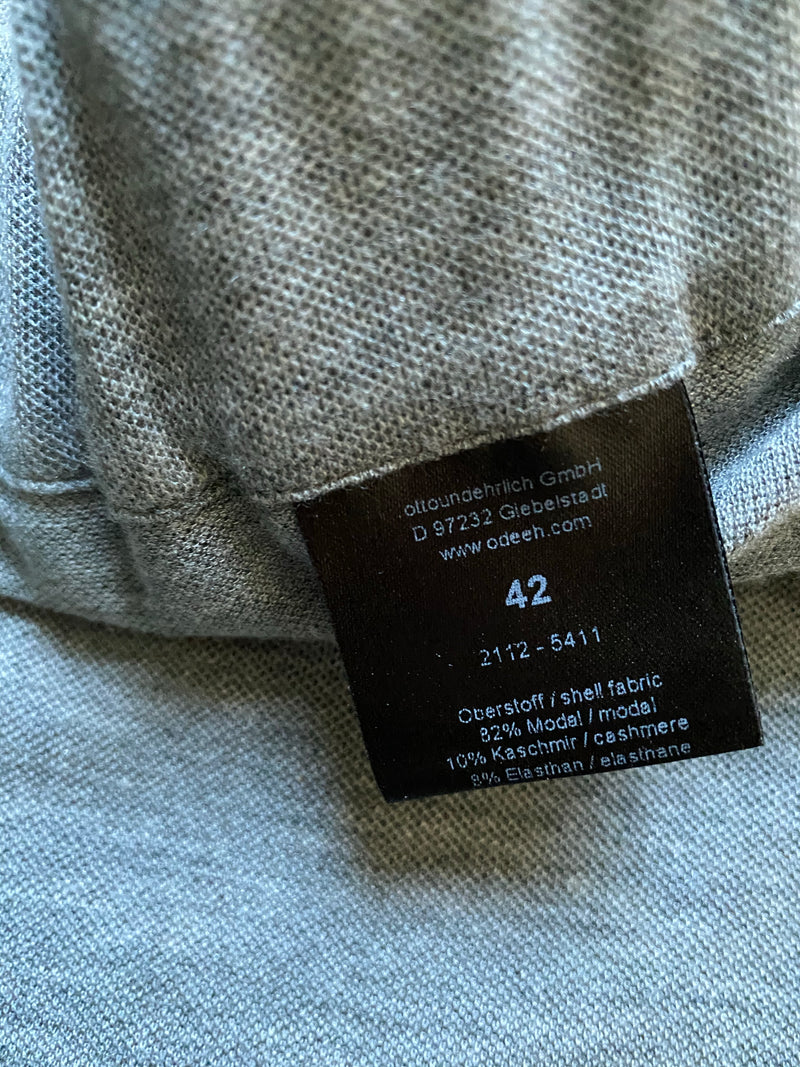 ottoundehrlich GmbH
D 97232 Giebelstadt
www.odeeh.com
42
2112 - 5411
Oberstoff / shell fabric
82% Modal / modal
10% Kaschmir / cashmere
8% Elasthan / elasthane